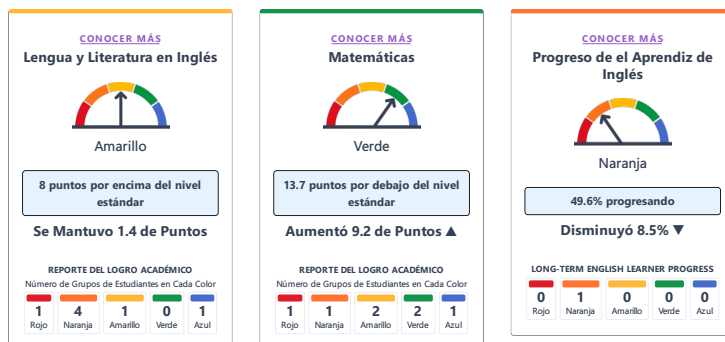 CONOCER MÁS
Lengua y Literatura en Inglés
Amarillo
8 puntos por encima del nivel
estándar
Se Mantuvo 1.4 de Puntos
REPORTE DEL LOGRO ACADÉMICO
Número de Grupos de Estudiantes en Cada Color
1 4 1 0 1
Rojo Naranja Amarillo Verde Azul
CONOCER MÁS
Matemáticas
Verde
13.7 puntos por debajo del nivel
estándar
Aumentó 9.2 de Puntos ▲
REPORTE DEL LOGRO ACADÉMICO
Número de Grupos de Estudiantes en Cada Color
1 1 2 2 1
Rojo Naranja Amarillo Verde Azul
CONOCER MÁS
Progreso de el Aprendiz de
Inglés
Naranja
49.6% progresando
Disminuyó 8.5% ▼
LONG-TERM ENGLISH LEARNER PROGRESS
0 1 0 0 0
Rojo Naranja Amarillo Verde Azul